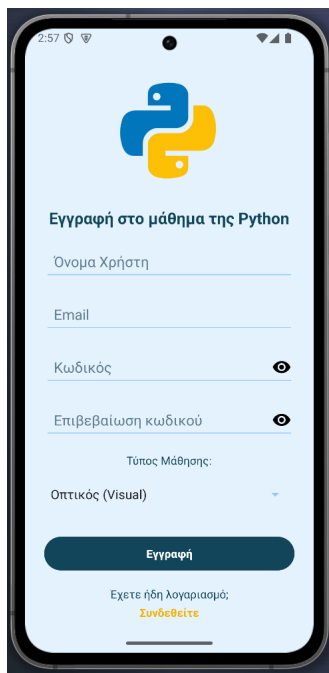 2:57
Εγγραφή στο μάθημα της Python
Όνομα Χρήστη
Email
Κωδικός
Επιβεβαίωση κωδικού
Τύπος Μάθησης:
Οπτικός (Visual)
Εγγραφή
Έχετε ήδη λογαριασμό;
Συνδεθείτε